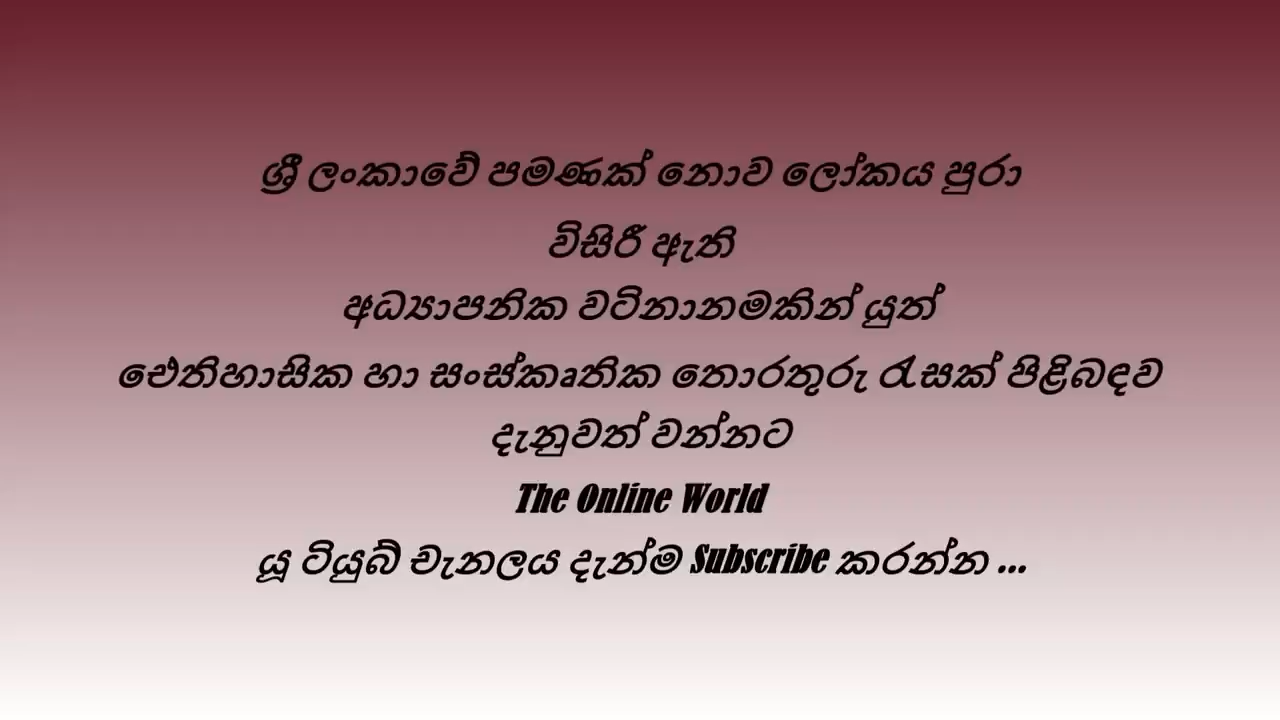 ශ්‍රී ලංකාවේ පමණක් නොව ලෝකය පුරා
විසිරී ඇති
අධ්‍යාපනික වටිනානමකින් යුත්
ඓතිහාසික හා සංස්කෘතික තොරතුරු රැසක් පිළිබඳව
දැනුවත් වන්නට
The Online World
යූ ටියුබ් චැනලය දැන්ම Subscribe කරන්න ...